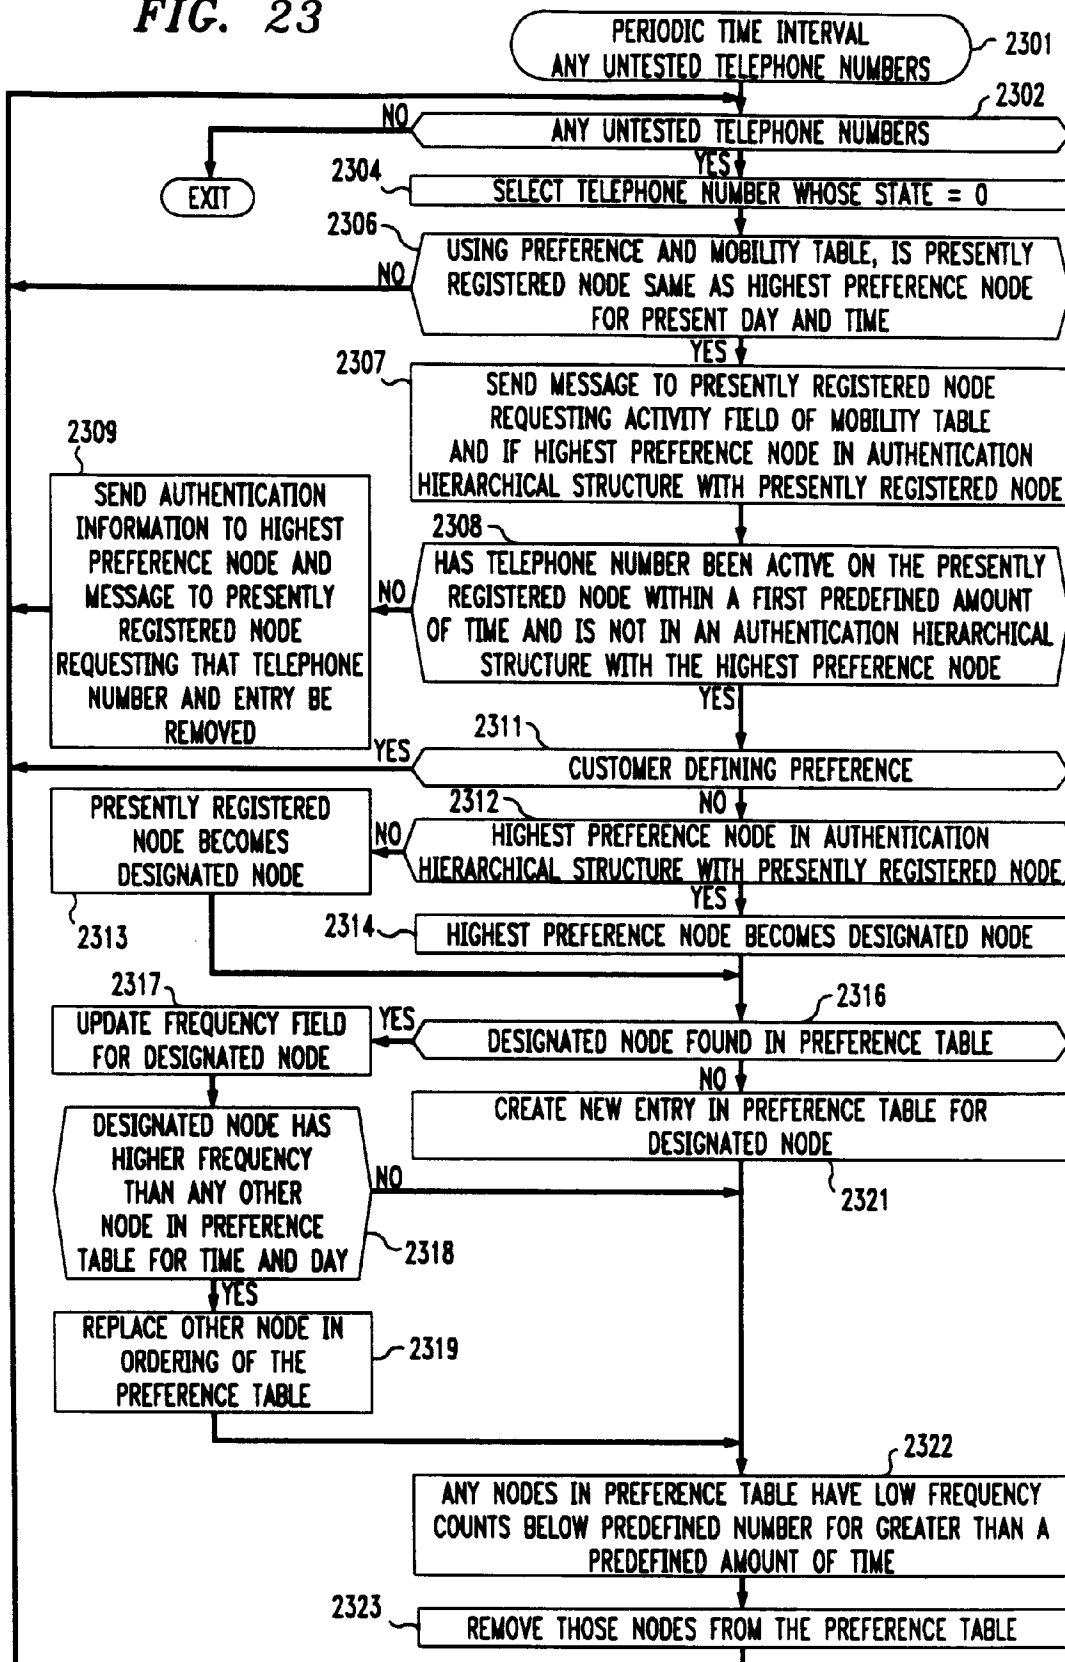 FIG. 23
PERIODIC TIME INTERVAL
ANY UNTESTED TELEPHONE NUMBERS
2301
2302
NO
ANY UNTESTED TELEPHONE NUMBERS
YES
EXIT
2304
SELECT TELEPHONE NUMBER WHOSE STATE = 0
2306
USING PREFERENCE AND MOBILITY TABLE, IS PRESENTLY
REGISTERED NODE SAME AS HIGHEST PREFERENCE NODE
FOR PRESENT DAY AND TIME
NO
YES
2307
SEND MESSAGE TO PRESENTLY REGISTERED NODE
REQUESTING ACTIVITY FIELD OF MOBILITY TABLE
AND IF HIGHEST PREFERENCE NODE IN AUTHENTICATION
HIERARCHICAL STRUCTURE WITH PRESENTLY REGISTERED NODE
2308
HAS TELEPHONE NUMBER BEEN ACTIVE ON THE PRESENTLY
REGISTERED NODE WITHIN A FIRST PREDEFINED AMOUNT
OF TIME AND IS NOT IN AN AUTHENTICATION HIERARCHICAL
STRUCTURE WITH THE HIGHEST PREFERENCE NODE
NO
YES
2309
SEND AUTHENTICATION
INFORMATION TO HIGHEST
PREFERENCE NODE AND
MESSAGE TO PRESENTLY
REGISTERED NODE
REQUESTING THAT TELEPHONE
NUMBER AND ENTRY BE
REMOVED
2311
YES
CUSTOMER DEFINING PREFERENCE
NO
2312
HIGHEST PREFERENCE NODE IN AUTHENTICATION
HIERARCHICAL STRUCTURE WITH PRESENTLY REGISTERED NODE
NO
YES
PRESENTLY REGISTERED
NODE BECOMES
DESIGNATED NODE
2313
2314
HIGHEST PREFERENCE NODE BECOMES DESIGNATED NODE
2316
DESIGNATED NODE FOUND IN PREFERENCE TABLE
YES
NO
2317
UPDATE FREQUENCY FIELD
FOR DESIGNATED NODE
CREATE NEW ENTRY IN PREFERENCE TABLE FOR
DESIGNATED NODE
2321
DESIGNATED NODE HAS
HIGHER FREQUENCY
THAN ANY OTHER
NODE IN PREFERENCE
TABLE FOR TIME AND DAY
NO
2318
YES
REPLACE OTHER NODE IN
ORDERING OF THE
PREFERENCE TABLE
2319
2322
ANY NODES IN PREFERENCE TABLE HAVE LOW FREQUENCY
COUNTS BELOW PREDEFINED NUMBER FOR GREATER THAN A
PREDEFINED AMOUNT OF TIME
2323
REMOVE THOSE NODES FROM THE PREFERENCE TABLE